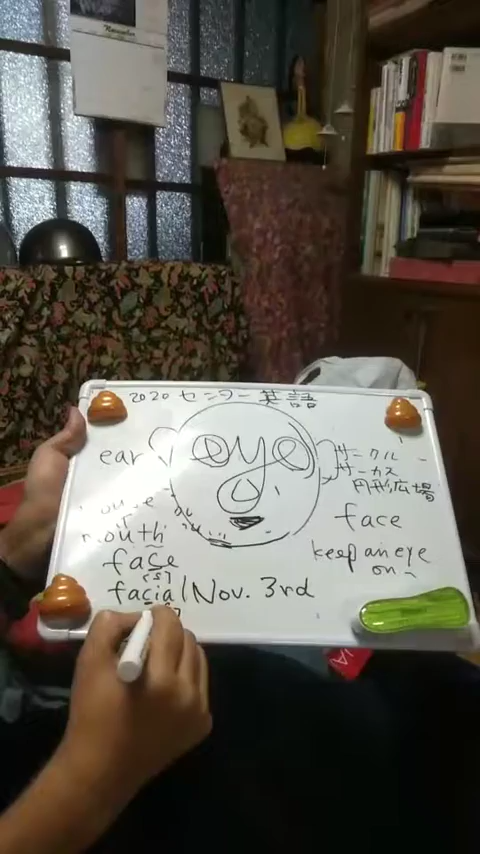 2020 センター 英語
eye
ear
サークル
サーカス
円形広場
mouth
face
face
[s]
keep an eye
on~
facial
Nov. 3rd